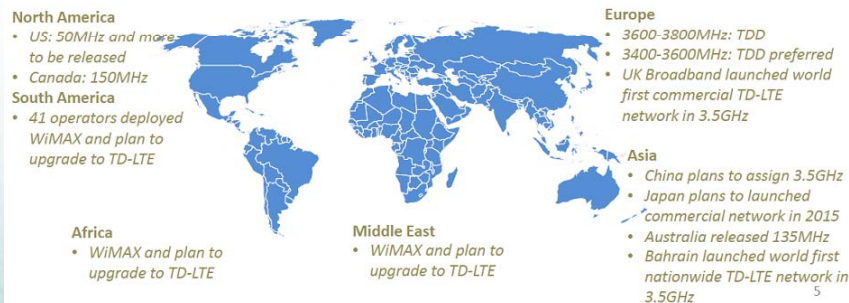 North America
• US: 50MHz and more
to be released
• Canada: 150MHz
South America
• 41 operators deployed
WiMAX and plan to
upgrade to TD-LTE
Africa
• WiMAX and plan to
upgrade to TD-LTE
Middle East
• WiMAX and plan to
upgrade to TD-LTE
Europe
• 3600-3800MHz: TDD
• 3400-3600MHz: TDD preferred
• UK Broadband launched world
first commercial TD-LTE
network in 3.5GHz
Asia
• China plans to assign 3.5GHz
• Japan plans to launched
commercial network in 2015
• Australia released 135MHz
• Bahrain launched world first
nationwide TD-LTE network in
3.5GHz
5